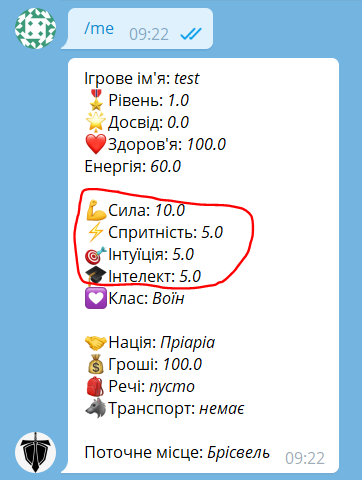 /me
09:22
Ігрове ім'я: test
Рівень: 1.0
Досвід: 0.0
Здоров'я: 100.0
Енергія: 60.0
Сила: 10.0
Спритність: 5.0
Інтуїція: 5.0
Інтелект: 5.0
Клас: Воїн
Нація: Пріаріа
Гроші: 100.0
Речі: пусто
Транспорт: немає
Поточне місце: Брісвель
09:22